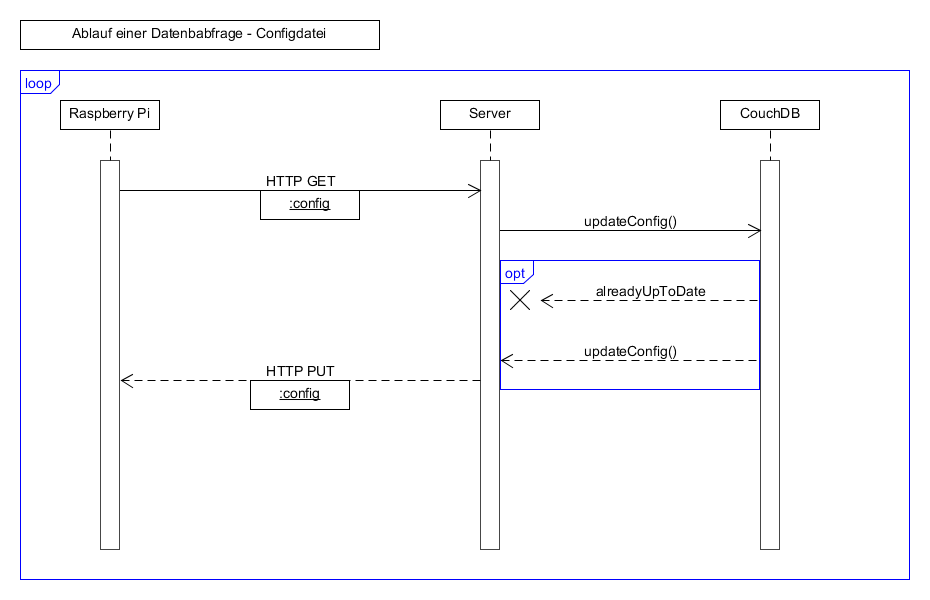 Ablauf einer Datenbabfrage - Configdatei
loop
Raspberry Pi
Server
CouchDB
HTTP GET
:config
updateConfig()
opt
alreadyUpToDate
updateConfig()
HTTP PUT
:config